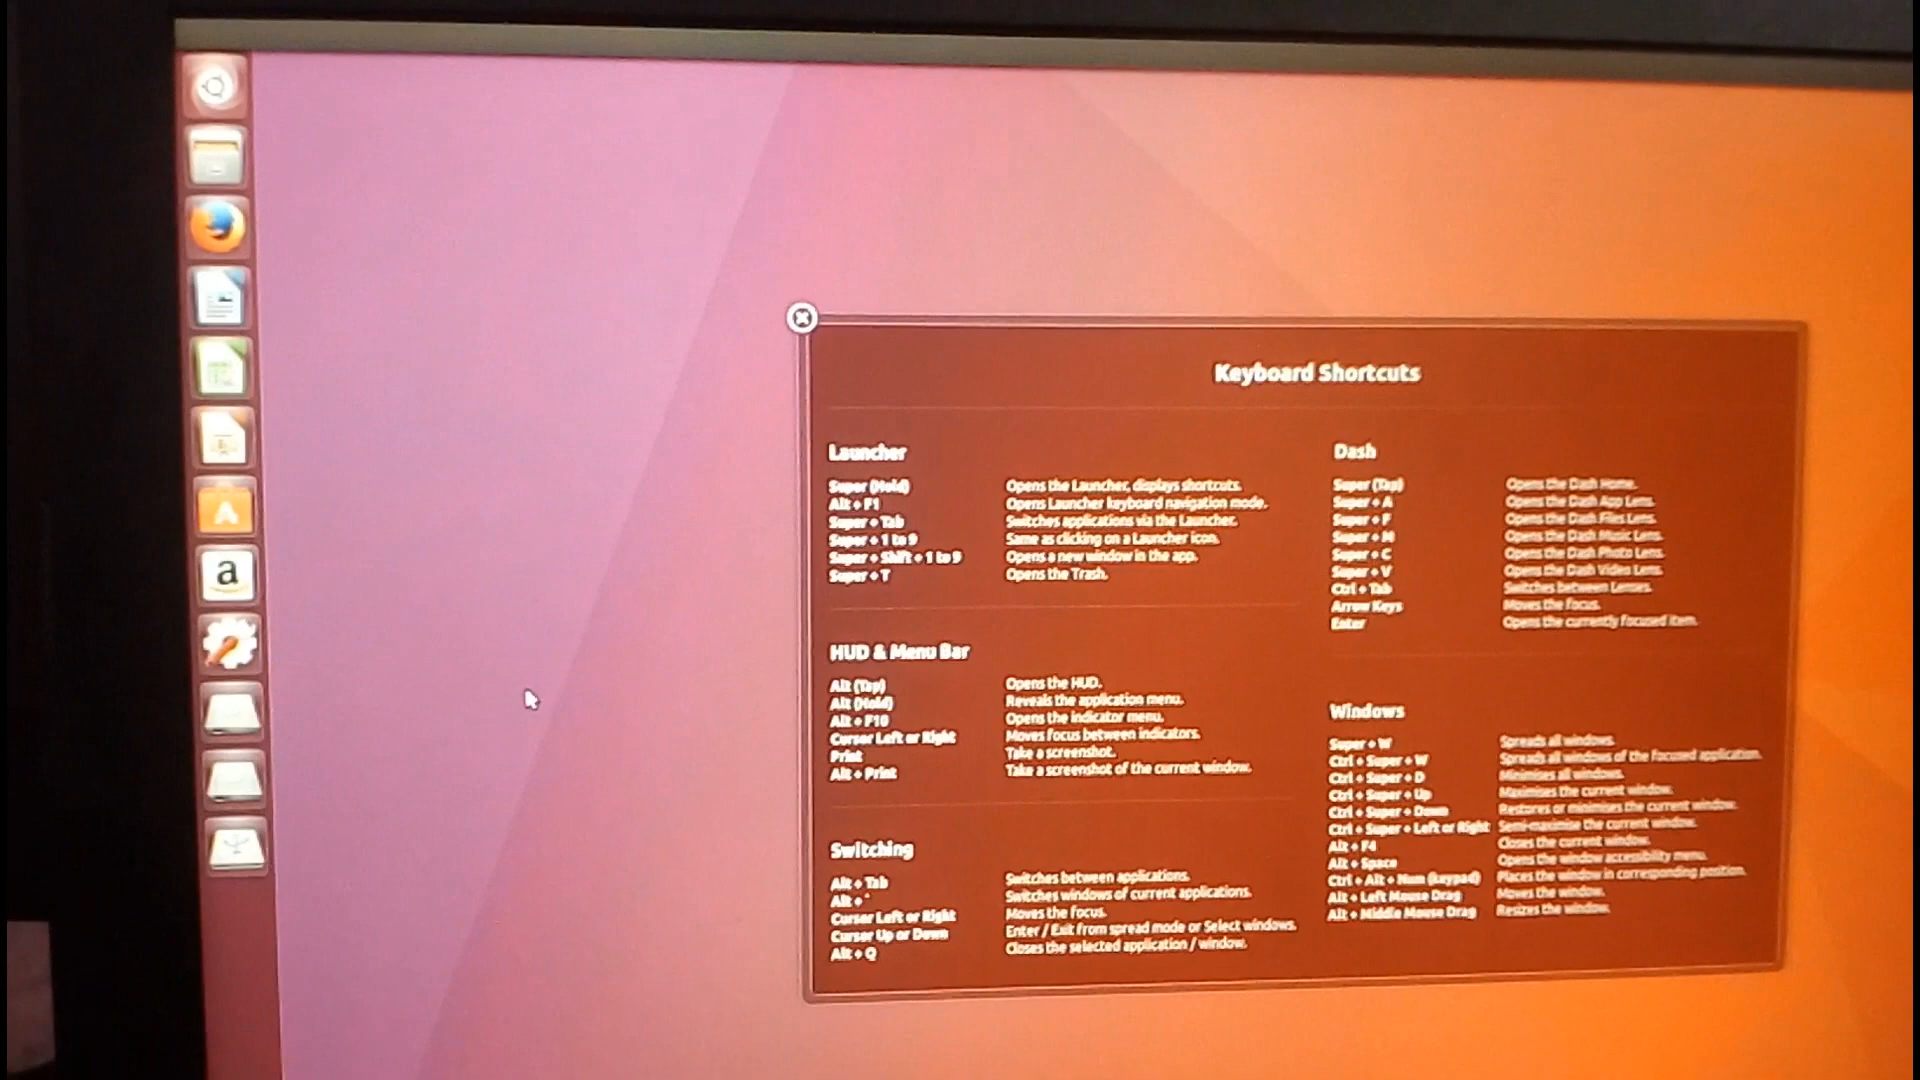 Keyboard Shortcuts
Launcher
Super (Hold) Opens the Launcher, displays shortcuts.
Alt + F1 Opens Launcher keyboard navigation mode.
Super + Tab Switches applications via the Launcher.
Super + 1 to 9 Same as clicking on a Launcher icon.
Super + Shift + 1 to 9 Opens a new window in the app.
Super + T Opens the Trash.
HUD & Menu Bar
Alt (Tap) Opens the HUD.
Alt (Hold) Reveals the application menu.
Alt + F10 Opens the indicator menu.
Cursor Left or Right Moves focus between indicators.
Print Take a screenshot.
Alt + Print Take a screenshot of the current window.
Switching
Alt + Tab Switches between applications.
Alt + ` Switches windows of current applications.
Cursor Left or Right Moves the focus.
Cursor Up or Down Enter / Exit from spread mode or Select windows.
Alt + Q Closes the selected application / window.
Dash
Super (Tap) Opens the Dash Home.
Super + A Opens the Dash App Lens.
Super + F Opens the Dash Files Lens.
Super + M Opens the Dash Music Lens.
Super + C Opens the Dash Photo Lens.
Super + V Opens the Dash Video Lens.
Ctrl + Tab Switches between Lenses.
Arrow Keys Moves the focus.
Enter Opens the currently focused item.
Windows
Super + W Spreads all windows.
Ctrl + Super + W Spreads all windows of the focused application.
Ctrl + Super + D Minimises all windows.
Ctrl + Super + Up Maximises the current window.
Ctrl + Super + Down Restores or minimises the current window.
Ctrl + Super + Left or Right Semi-maximise the current window.
Alt + F4 Closes the current window.
Alt + Space Opens the window accessibility menu.
Ctrl + Alt + Num (keypad) Places the window in corresponding position.
Alt + Left Mouse Drag Moves the window.
Alt + Middle Mouse Drag Resizes the window.
A
a